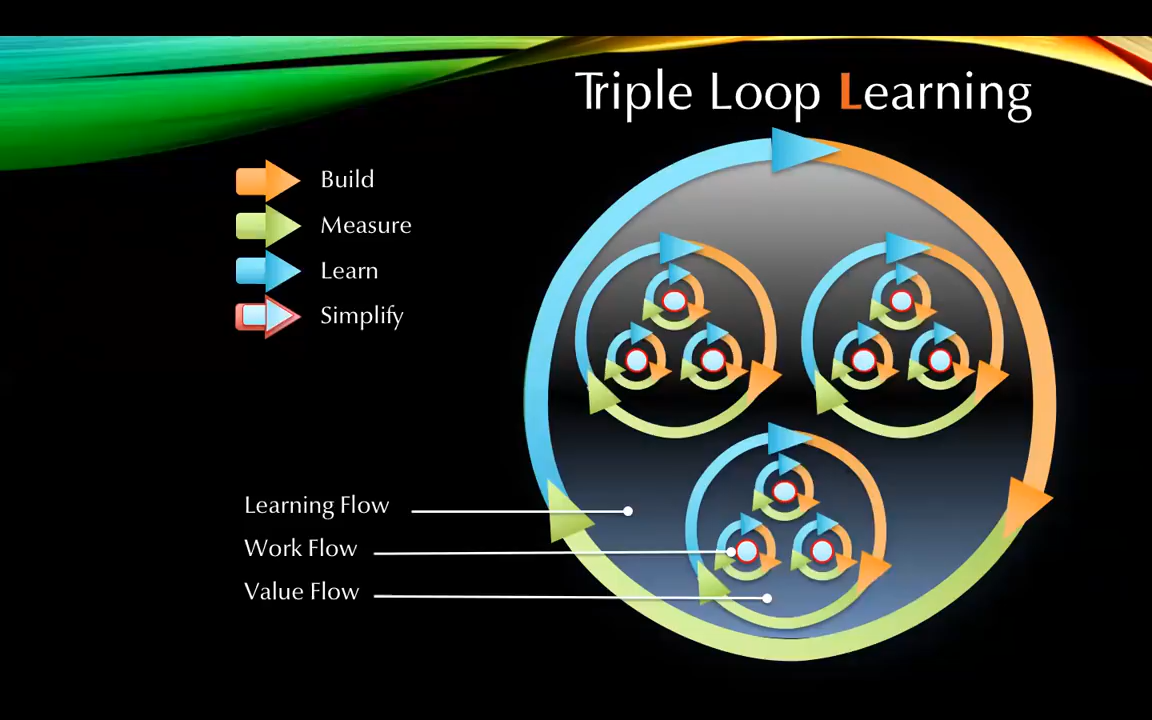 Triple Loop Learning
Build
Measure
Learn
Simplify
Learning Flow
Work Flow
Value Flow